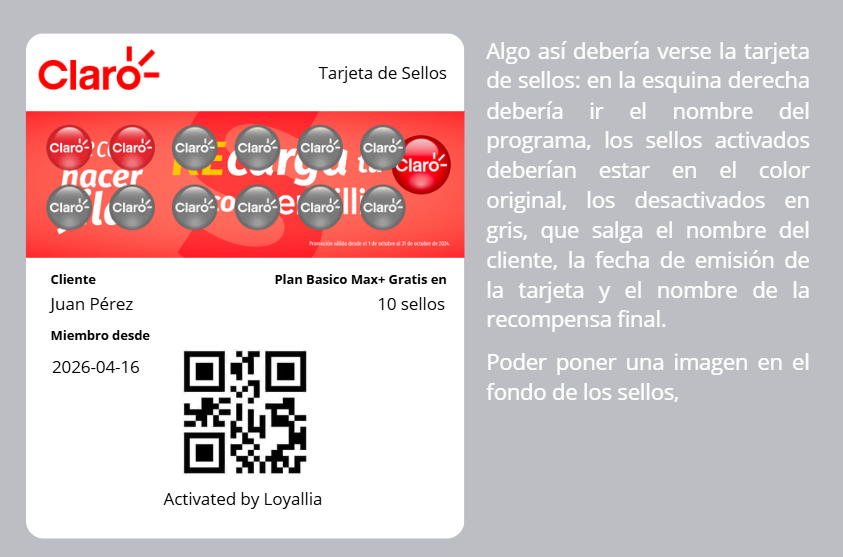 Claro
Tarjeta de Sellos
Claro Claro Claro Claro Claro Claro
Claro
hacer
REcarga tu
Claro Claro Claro Claro Claro Claro
Promoción válida desde el 1 de octubre al 31 de octubre de 2024.
Cliente
Plan Basico Max+ Gratis en
Juan Pérez
10 sellos
Miembro desde
2026-04-16
Activated by Loyallia
Algo así debería verse la tarjeta
de sellos: en la esquina derecha
debería ir el nombre del
programa, los sellos activados
deberían estar en el color
original, los desactivados en
gris, que salga el nombre del
cliente, la fecha de emisión de
la tarjeta y el nombre de la
recompensa final.
Poder poner una imagen en el
fondo de los sellos,